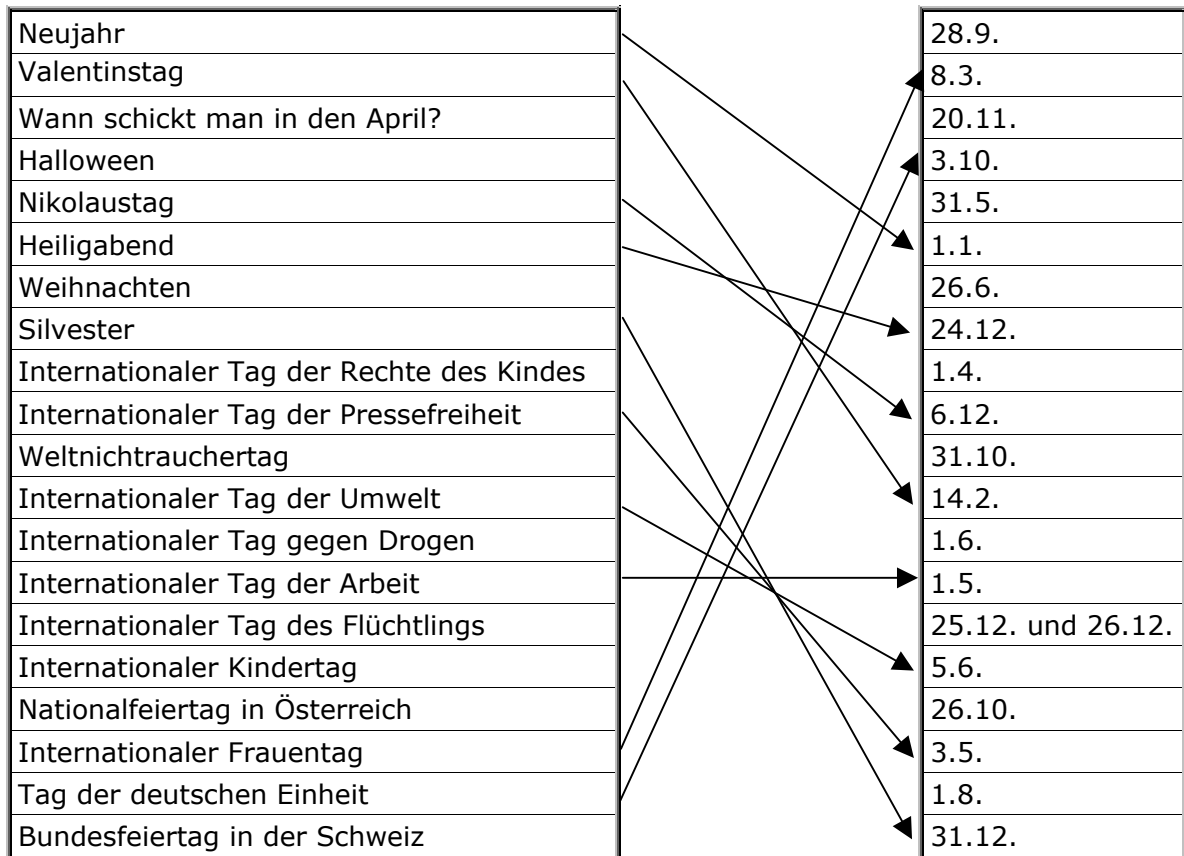 Neujahr 28.9.
Valentinstag 8.3.
Wann schickt man in den April? 20.11.
Halloween 3.10.
Nikolaustag 31.5.
Heiligabend 1.1.
Weihnachten 26.6.
Silvester 24.12.
Internationaler Tag der Rechte des Kindes 1.4.
Internationaler Tag der Pressefreiheit 6.12.
Weltnichtrauchertag 31.10.
Internationaler Tag der Umwelt 14.2.
Internationaler Tag gegen Drogen 1.6.
Internationaler Tag der Arbeit 1.5.
Internationaler Tag des Flüchtlings 25.12. und 26.12.
Internationaler Kindertag 5.6.
Nationalfeiertag in Österreich 26.10.
Internationaler Frauentag 3.5.
Tag der deutschen Einheit 1.8.
Bundesfeiertag in der Schweiz 31.12.